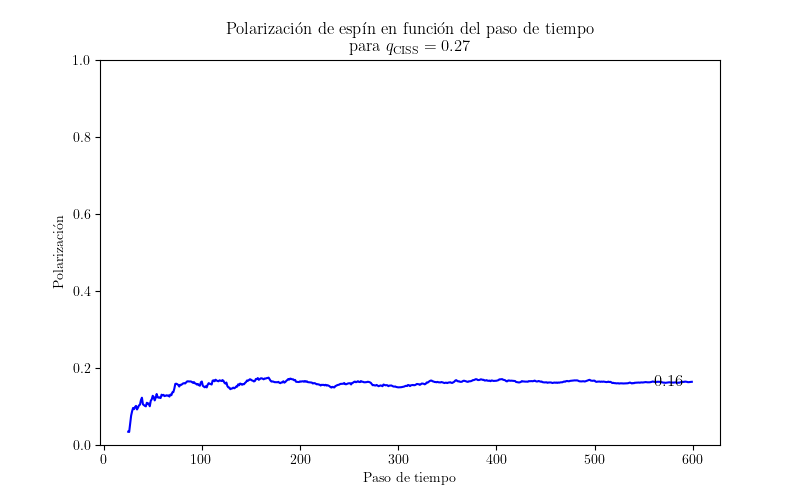 Polarización de espín en función del paso de tiempo
para q_CISS = 0.27
1.0
0.8
0.6
0.4
0.2
0.0
Polarización
0.16
0 100 200 300 400 500 600
Paso de tiempo